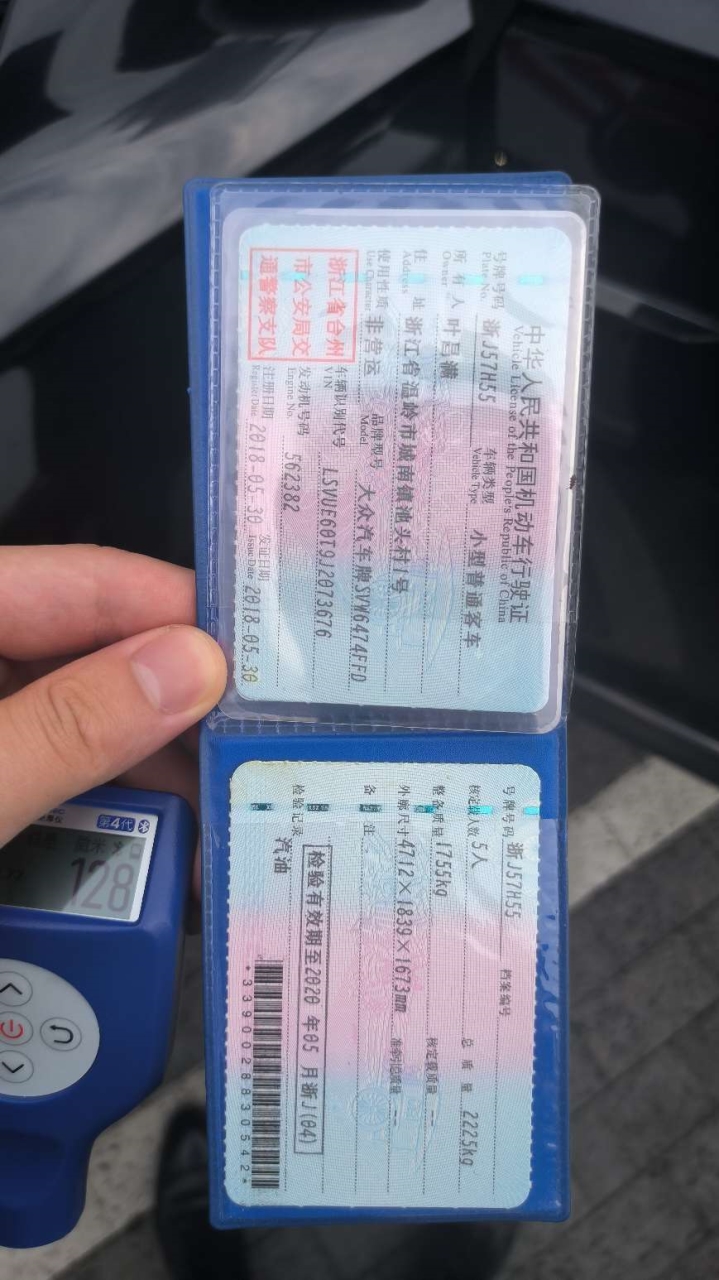 中华人民共和国机动车行驶证
Vehicle License of the People's Republic of China
号牌号码 浙J57H55 车辆类型 小型普通客车
Plate No. Vehicle Type
所有人 叶昌满
Owner
住址 浙江省温岭市城南镇池头村1号
Address
使用性质 非营运 品牌型号 大众汽车牌SVW6474FFD
Use Character Model
浙江省台州
市公安局交
通警察支队
车辆识别代号 LSVUE60T9J2073676
VIN
发动机号码 562382
Engine No.
注册日期 2018-05-30 发证日期 2018-05-30
Register Date Issue Date
号牌号码 浙J57H55 档案编号
核定载人数 5人 总质量 2225kg
整备质量 1755kg 核定载质量 --
外廓尺寸 4712×1839×1673mm 准牵引总质量 --
备注
检验有效期至2020年05月浙J(04)
检验记录
汽油
*3390028830542*
第4代
128